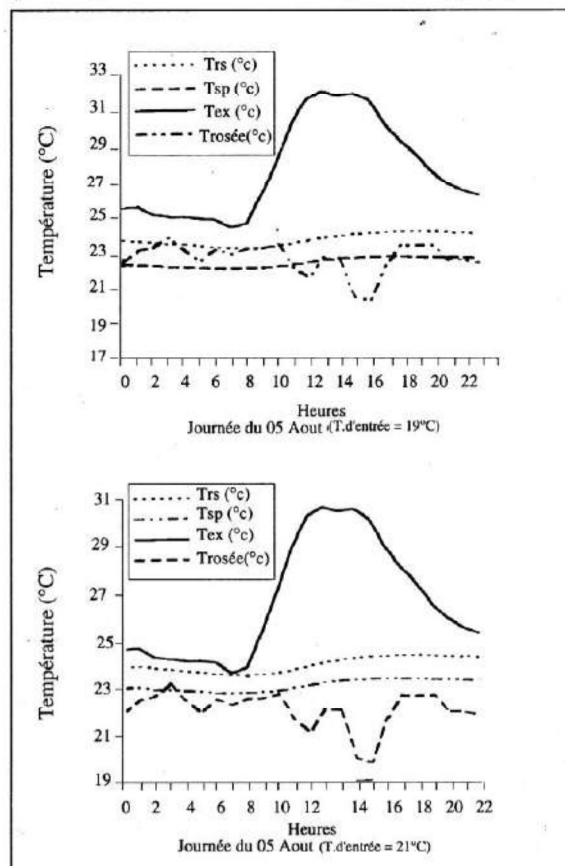 Température (°C)
33
31
29
27
25
23
21
19
17
Trs (°c)
Tsp (°c)
Tex (°c)
Trosée(°c)
0 2 4 6 8 10 12 14 16 18 20 22
Heures
Journée du 05 Aout (T.d'entrée = 19°C)
Température (°C)
31
29
27
25
23
21
19
Trs (°c)
Tsp (°c)
Tex (°c)
Trosée(°c)
0 2 4 6 8 10 12 14 16 18 20 22
Heures
Journée du 05 Aout (T.d'entrée = 21°C)